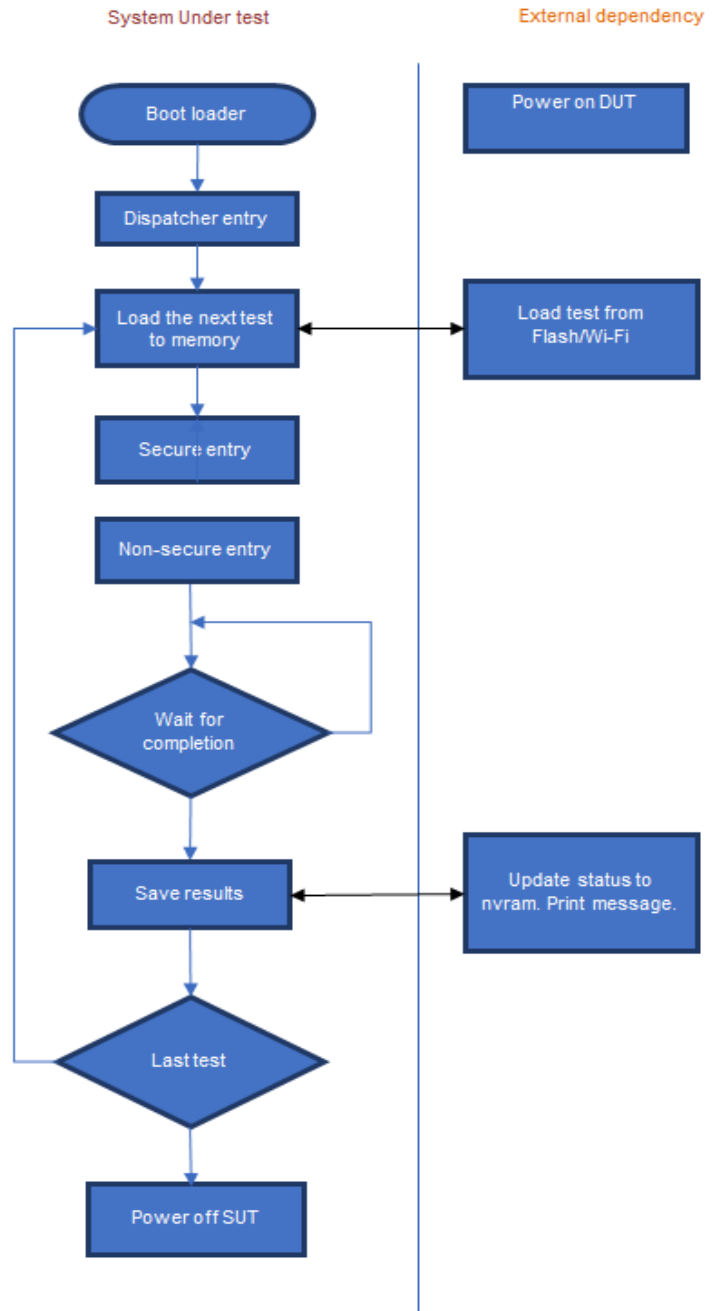 System Under test
External dependency
Boot loader
Power on DUT
Dispatcher entry
Load the next test
to memory
Load test from
Flash/Wi-Fi
Secure entry
Non-secure entry
Wait for
completion
Save results
Update status to
nvram. Print message.
Last test
Power off SUT